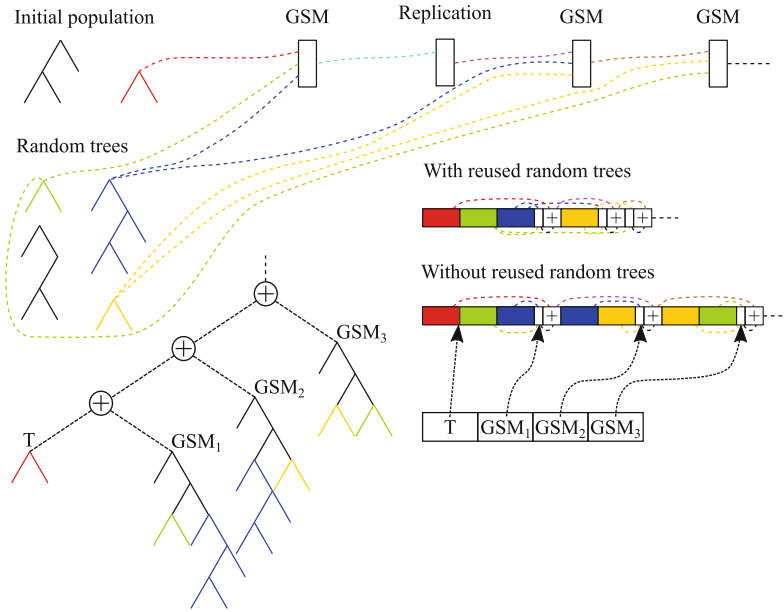 Initial population
GSM
Replication
GSM
GSM
Random trees
With reused random trees
+ + +
Without reused random trees
+ + +
+
GSM₃
+
GSM₂
+
T
GSM₁
T GSM₁ GSM₂ GSM₃